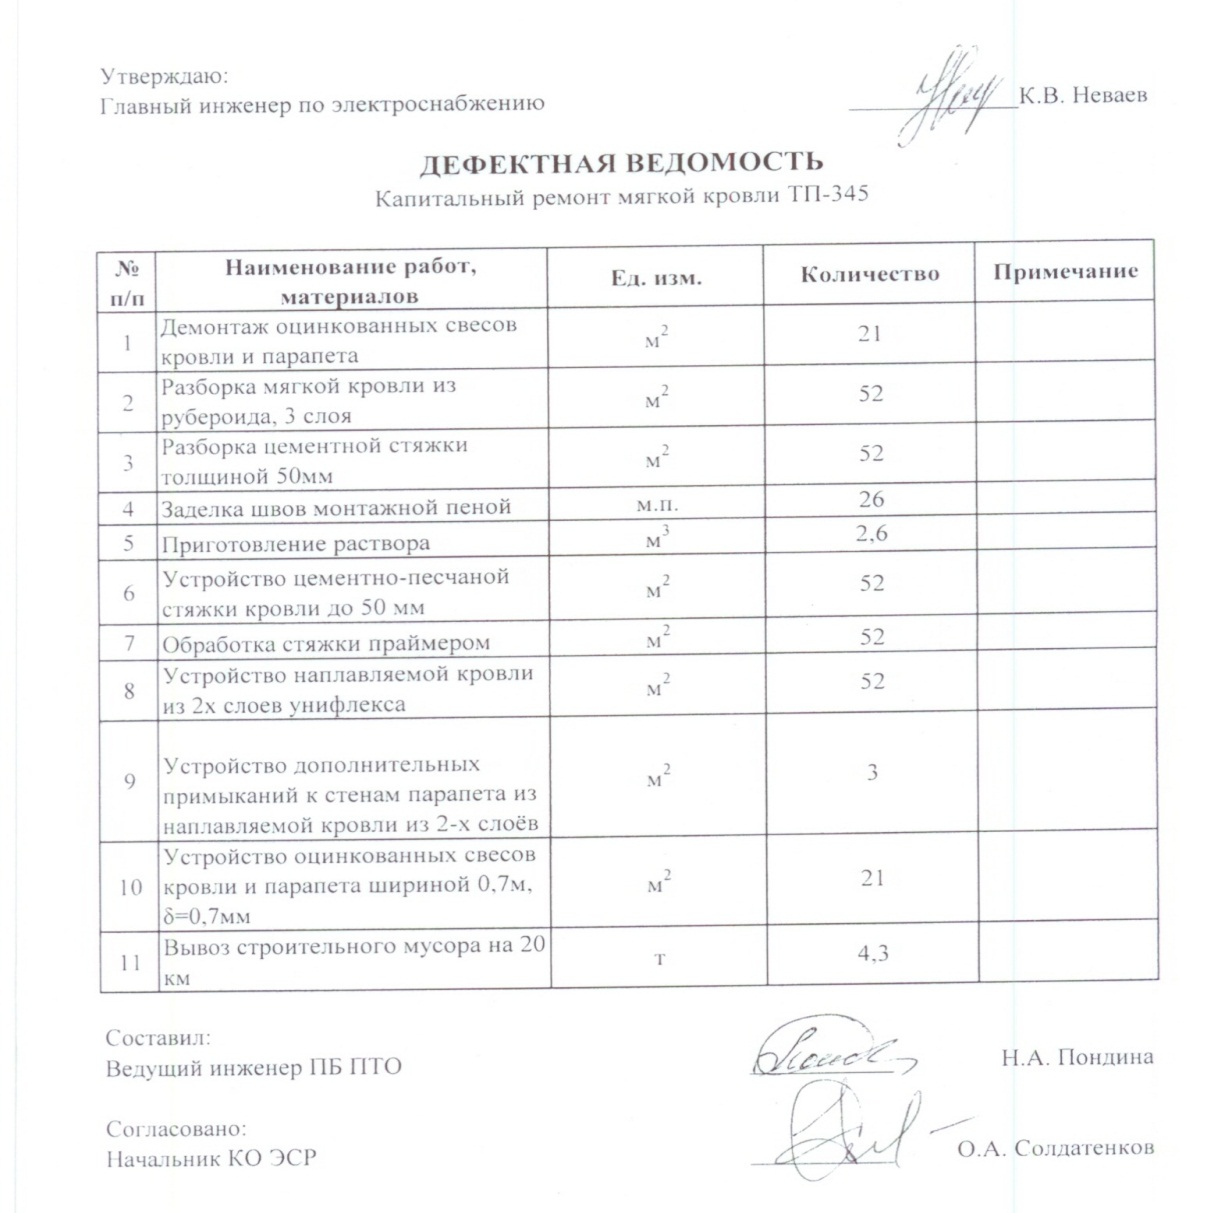 Утверждаю:
Главный инженер по электроснабжению
К.В. Неваев
ДЕФЕКТНАЯ ВЕДОМОСТЬ
Капитальный ремонт мягкой кровли ТП-345
№ п/п | Наименование работ, материалов | Ед. изм. | Количество | Примечание
1 | Демонтаж оцинкованных свесов кровли и парапета | м² | 21
2 | Разборка мягкой кровли из рубероида, 3 слоя | м² | 52
3 | Разборка цементной стяжки толщиной 50мм | м² | 52
4 | Заделка швов монтажной пеной | м.п. | 26
5 | Приготовление раствора | м³ | 2,6
6 | Устройство цементно-песчаной стяжки кровли до 50 мм | м² | 52
7 | Обработка стяжки праймером | м² | 52
8 | Устройство наплавляемой кровли из 2х слоев унифлекса | м² | 52
9 | Устройство дополнительных примыканий к стенам парапета из наплавляемой кровли из 2-х слоёв | м² | 3
10 | Устройство оцинкованных свесов кровли и парапета шириной 0,7м, δ=0,7мм | м² | 21
11 | Вывоз строительного мусора на 20 км | т | 4,3
Составил:
Ведущий инженер ПБ ПТО
Н.А. Пондина
Согласовано:
Начальник КО ЭСР
О.А. Солдатенков